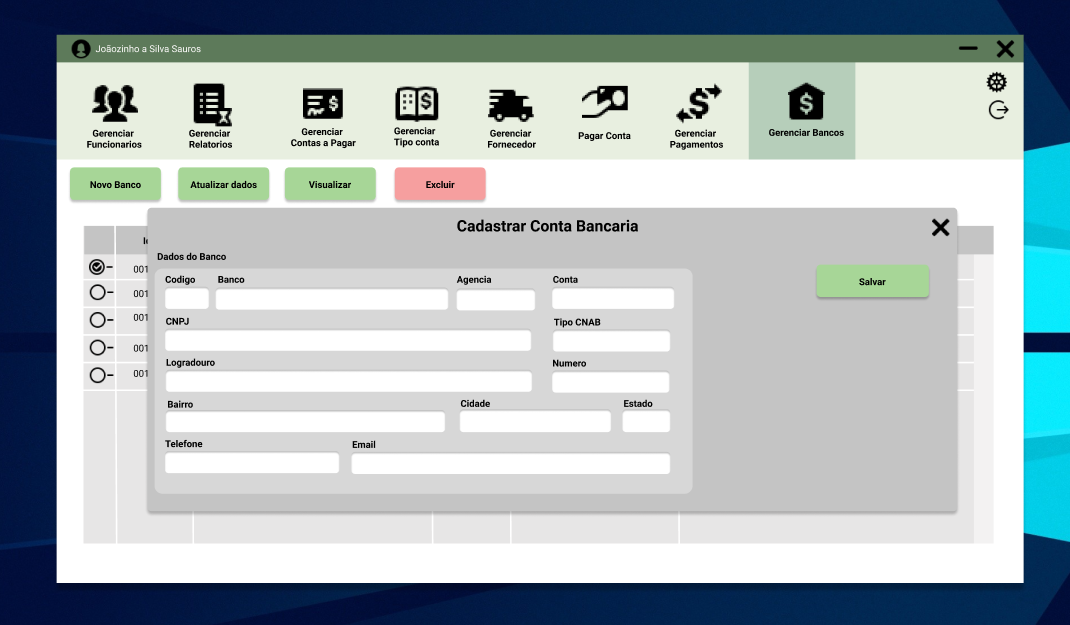 Joãozinho a Silva Sauros
Gerenciar
Funcionarios
Gerenciar
Relatorios
Gerenciar
Contas a Pagar
Gerenciar
Tipo conta
Gerenciar
Fornecedor
Pagar Conta
Gerenciar
Pagamentos
Gerenciar Bancos
Novo Banco
Atualizar dados
Visualizar
Excluir
Cadastrar Conta Bancaria
Dados do Banco
Codigo
Banco
Agencia
Conta
Salvar
CNPJ
Tipo CNAB
Logradouro
Numero
Bairro
Cidade
Estado
Telefone
Email
001
001
001
001
001